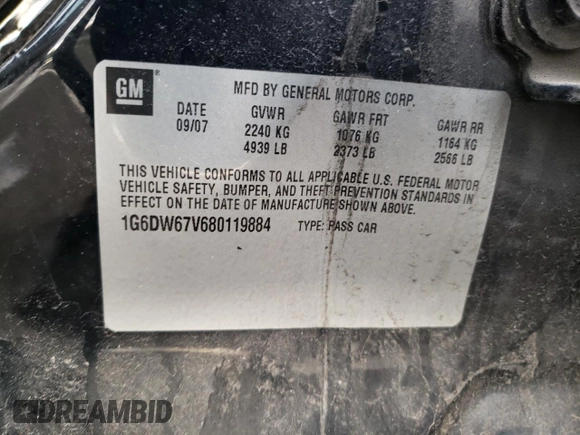 GM
MFD BY GENERAL MOTORS CORP.
DATE GVWR GAWR FRT GAWR RR
09/07 2240 KG 1076 KG 1164 KG
4939 LB 2373 LB 2566 LB
THIS VEHICLE CONFORMS TO ALL APPLICABLE U.S. FEDERAL MOTOR
VEHICLE SAFETY, BUMPER, AND THEFT PREVENTION STANDARDS IN
EFFECT ON THE DATE OF MANUFACTURE SHOWN ABOVE.
1G6DW67V680119884 TYPE: PASS CAR
DREAMBID